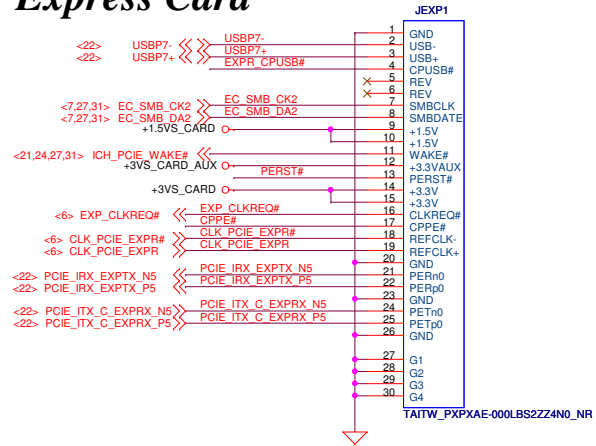 Express Card
JEXP1
<22> USBP7- USBP7- 2 USB-
1 GND
<22> USBP7+ USBP7+ 3 USB+
EXPR_CPUSB# 4 CPUSB#
5 REV
6 REV
<7,27,31> EC_SMB_CK2 EC_SMB_CK2 7 SMBCLK
<7,27,31> EC_SMB_DA2 EC_SMB_DA2 8 SMBDATE
+1.5VS_CARD 9 +1.5V
10 +1.5V
<21,24,27,31> ICH_PCIE_WAKE# 11 WAKE#
+3VS_CARD_AUX 12 +3.3VAUX
PERST# 13 PERST#
+3VS_CARD 14 +3.3V
15 +3.3V
<6> EXP_CLKREQ# EXP_CLKREQ# 16 CLKREQ#
CPPE# 17 CPPE#
<6> CLK_PCIE_EXPR# CLK_PCIE_EXPR# 18 REFCLK-
<6> CLK_PCIE_EXPR CLK_PCIE_EXPR 19 REFCLK+
20 GND
<22> PCIE_IRX_EXPTX_N5 PCIE_IRX_EXPTX_N5 21 PERn0
<22> PCIE_IRX_EXPTX_P5 PCIE_IRX_EXPTX_P5 22 PERp0
23 GND
<22> PCIE_ITX_C_EXPRX_N5 PCIE_ITX_C_EXPRX_N5 24 PETn0
<22> PCIE_ITX_C_EXPRX_P5 PCIE_ITX_C_EXPRX_P5 25 PETp0
26 GND
27 G1
28 G2
29 G3
30 G4
TAITW_PXPXAE-000LBS2ZZ4N0_NR